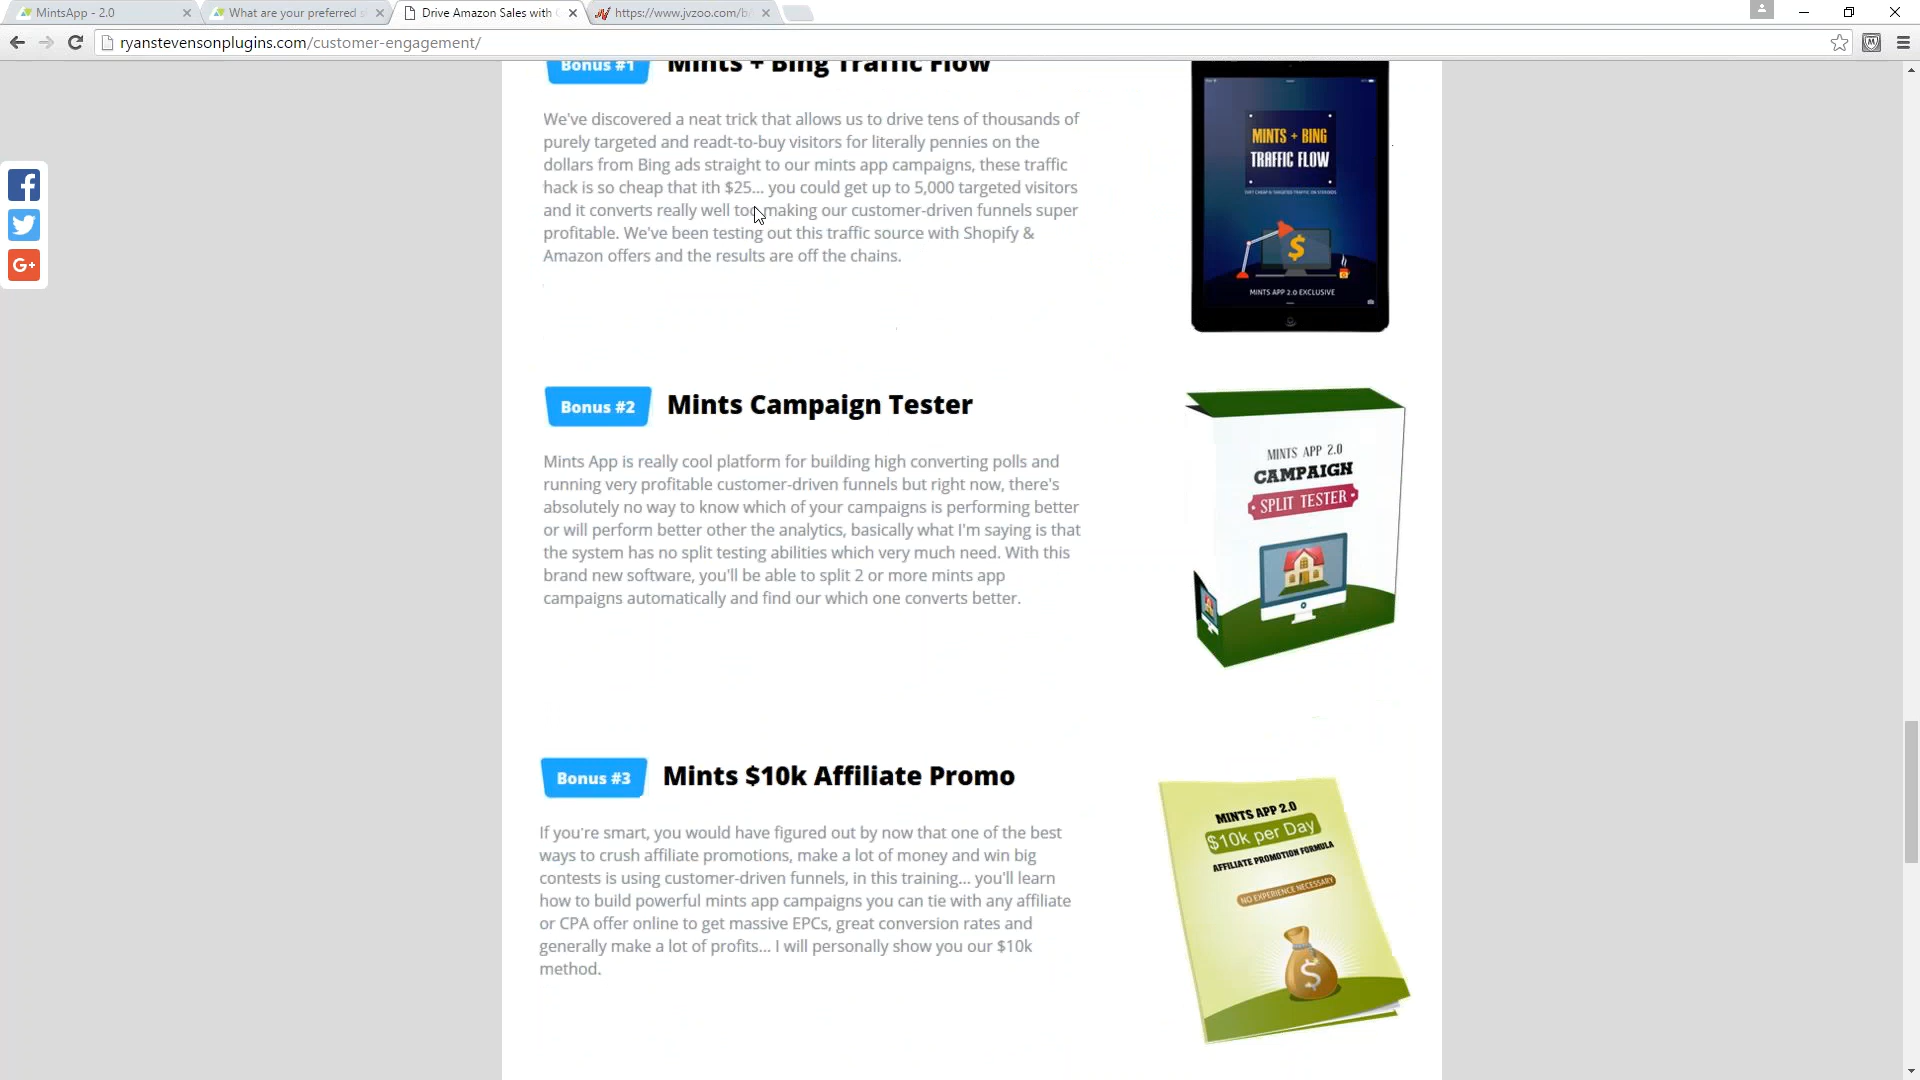 MintsApp - 2.0
What are your preferred s
Drive Amazon Sales with C
https://www.jvzoo.com/b
ryanstevensonplugins.com/customer-engagement/
Bonus #1
Mints + Bing Traffic Flow
We've discovered a neat trick that allows us to drive tens of thousands of
purely targeted and readt-to-buy visitors for literally pennies on the
dollars from Bing ads straight to our mints app campaigns, these traffic
hack is so cheap that ith $25... you could get up to 5,000 targeted visitors
and it converts really well too making our customer-driven funnels super
profitable. We've been testing out this traffic source with Shopify &
Amazon offers and the results are off the chains.
MINTS + BING
TRAFFIC FLOW
MINTS APP 2.0 EXCLUSIVE
Bonus #2
Mints Campaign Tester
Mints App is really cool platform for building high converting polls and
running very profitable customer-driven funnels but right now, there's
absolutely no way to know which of your campaigns is performing better
or will perform better other the analytics, basically what I'm saying is that
the system has no split testing abilities which very much need. With this
brand new software, you'll be able to split 2 or more mints app
campaigns automatically and find our which one converts better.
MINTS APP 2.0
CAMPAIGN
SPLIT TESTER
Bonus #3
Mints $10k Affiliate Promo
If you're smart, you would have figured out by now that one of the best
ways to crush affiliate promotions, make a lot of money and win big
contests is using customer-driven funnels, in this training... you'll learn
how to build powerful mints app campaigns you can tie with any affiliate
or CPA offer online to get massive EPCs, great conversion rates and
generally make a lot of profits... I will personally show you our $10k
method.
MINTS APP 2.0
$10k per Day
AFFILIATE PROMOTION FORMULA
NO EXPERIENCE NECESSARY